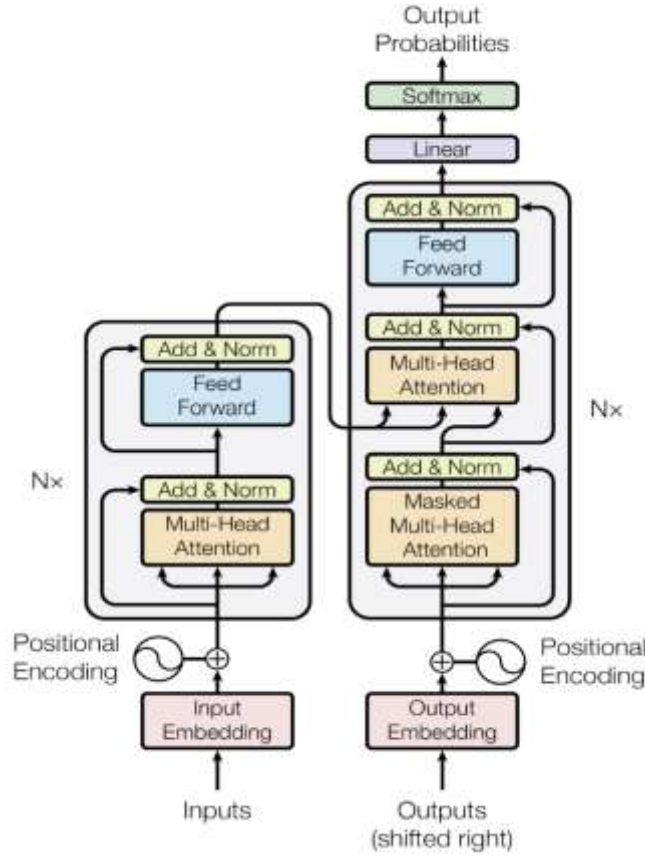 Output
Probabilities
Softmax
Linear
Add & Norm
Feed
Forward
Add & Norm
Multi-Head
Attention
Add & Norm
Masked
Multi-Head
Attention
Nx
Positional
Encoding
Output
Embedding
Outputs
(shifted right)
Add & Norm
Feed
Forward
Add & Norm
Multi-Head
Attention
Nx
Positional
Encoding
Input
Embedding
Inputs